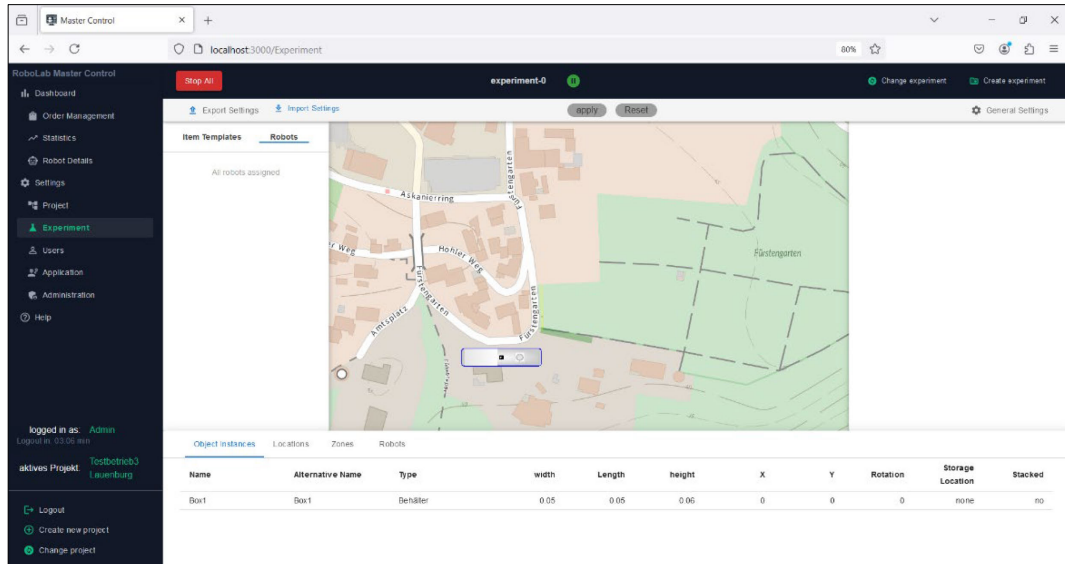 Master Control
localhost:3000/Experiment
80%
RoboLab Master Control
Dashboard
Order Management
Statistics
Robot Details
Settings
Project
Experiment
Users
Application
Administration
Help
logged in as: Admin
Logout in: 03:06 min
aktives Projekt: Testbetrieb3
Lauenburg
Logout
Create new project
Change project
Stop All
experiment-0
Change experiment
Create experiment
Export Settings
Import Settings
apply
Reset
General Settings
Item Templates
Robots
All robots assigned
Askanierring
Fürstengarten
Hohler Weg
Fürstengarten
Fürstengarten
Amtsplatz
Fürstengarten
Object Instances Locations Zones Robots
Name Alternative Name Type width Length height X Y Rotation Storage Location Stacked
Box1 Box1 Behälter 0.05 0.05 0.06 0 0 0 none no